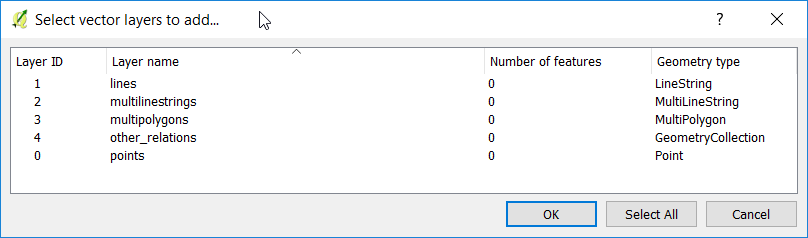 Select vector layers to add...
Layer ID Layer name Number of features Geometry type
1 lines 0 LineString
2 multilinestrings 0 MultiLineString
3 multipolygons 0 MultiPolygon
4 other_relations 0 GeometryCollection
0 points 0 Point
OK Select All Cancel